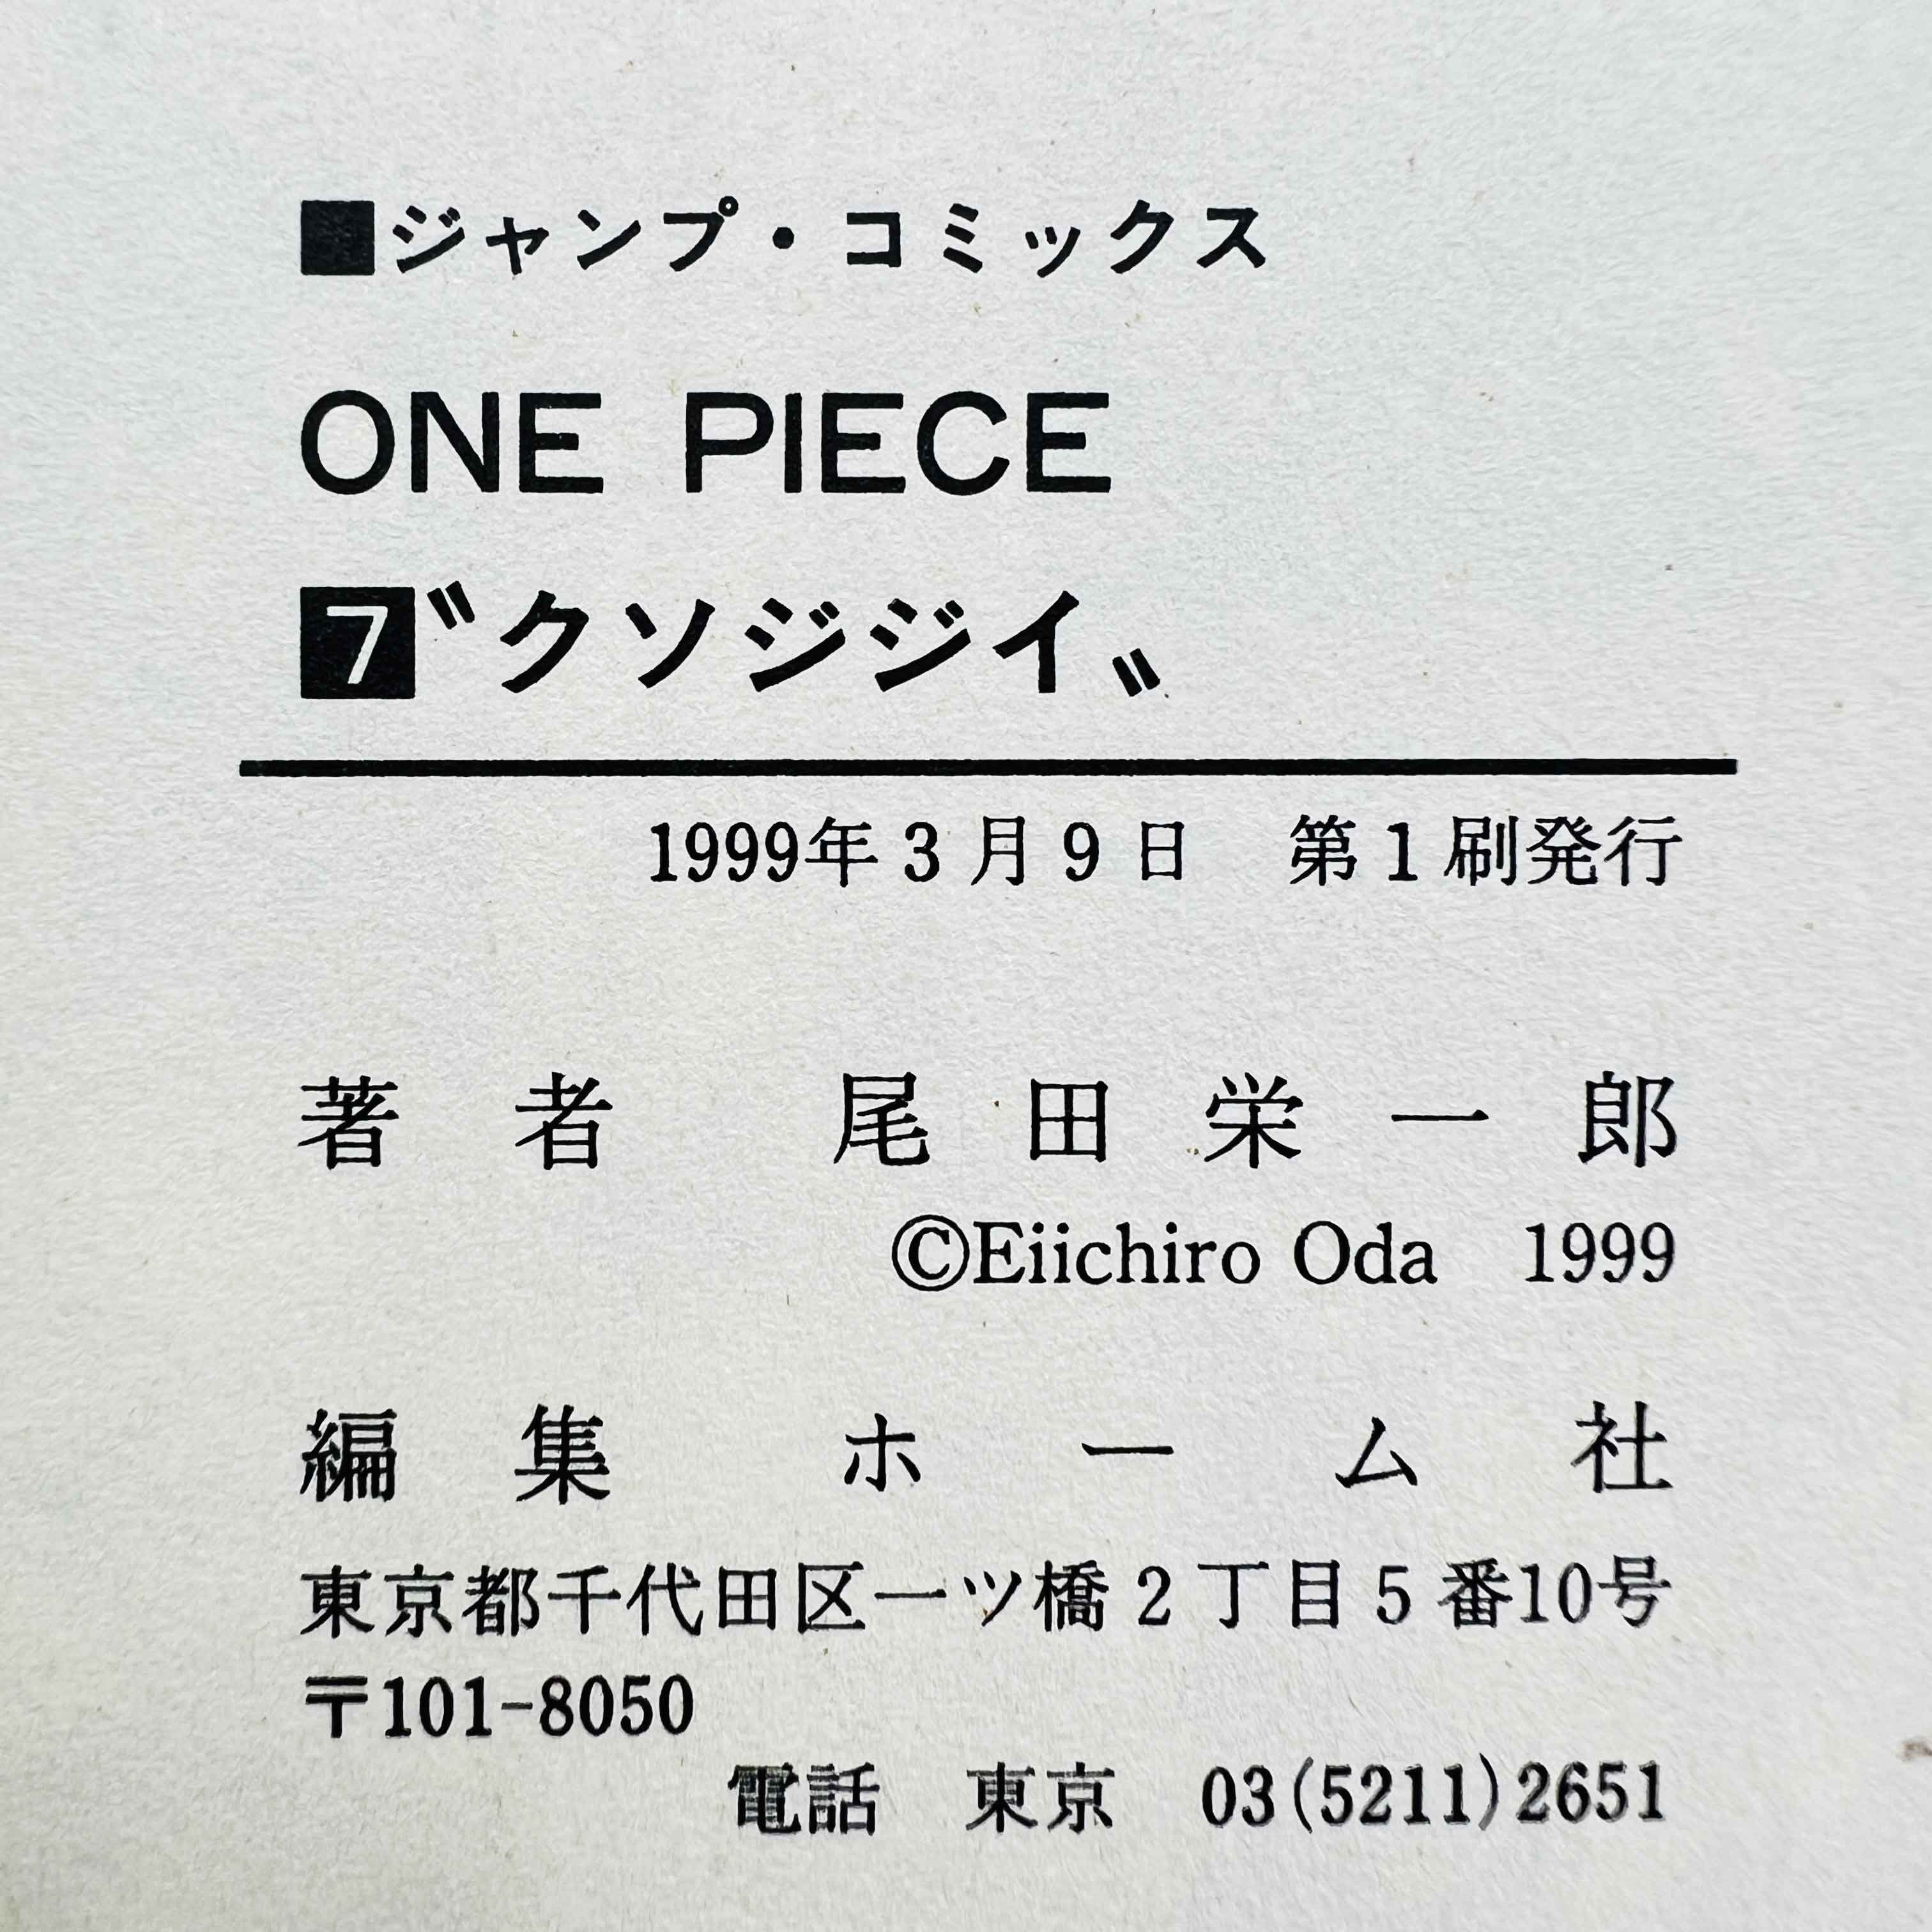 ■ジャンプ・コミックス
ONE PIECE
7〝クソジジイ〟
1999年3月9日　第1刷発行
著者　尾田栄一郎
©Eiichiro Oda　1999
編集　ホーム社
東京都千代田区一ツ橋2丁目5番10号
〒101-8050
電話　東京　03(5211)2651